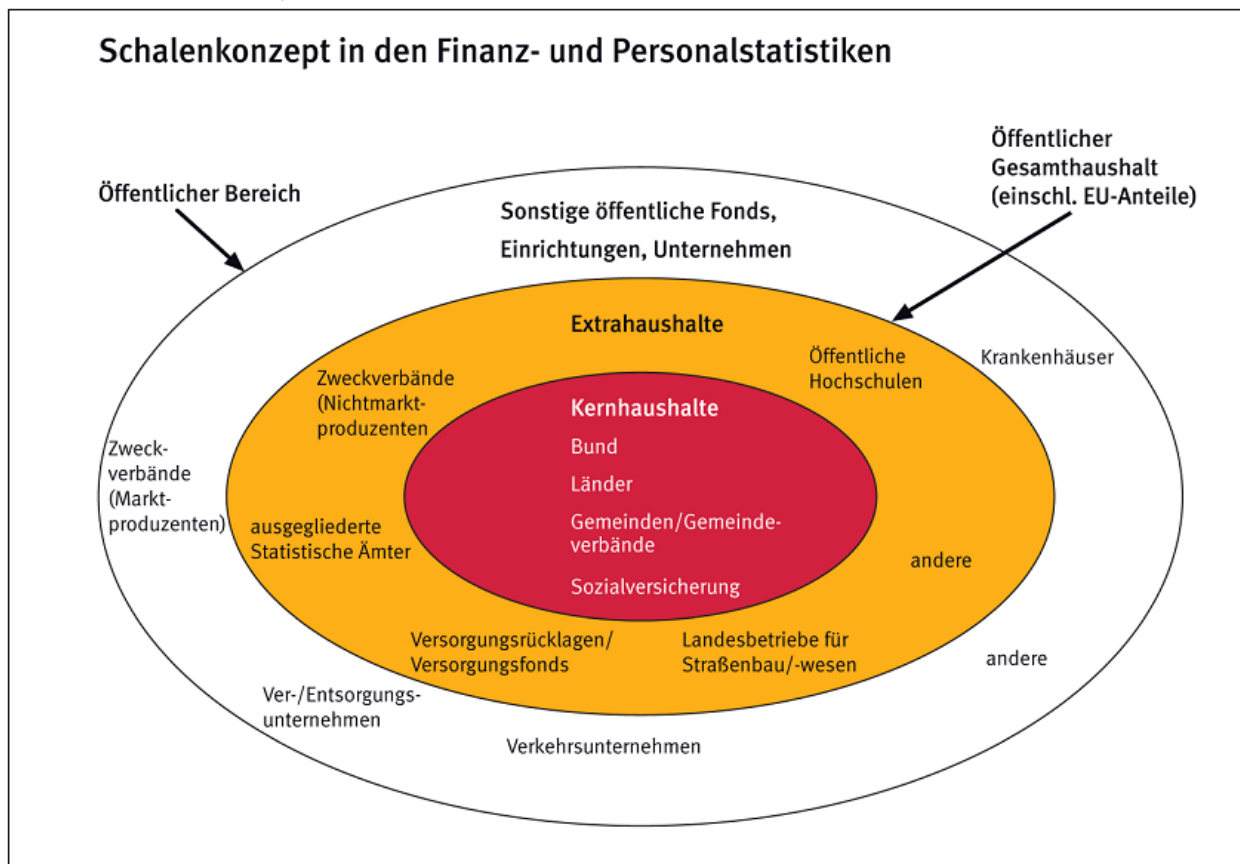 Schalenkonzept in den Finanz- und Personalstatistiken
Öffentlicher
Gesamthaushalt
(einschl. EU-Anteile)
Öffentlicher Bereich
Sonstige öffentliche Fonds,
Einrichtungen, Unternehmen
Extrahaushalte
Öffentliche
Hochschulen
Krankenhäuser
Zweckverbände
(Nichtmarkt-
produzenten
Kernhaushalte
Bund
Länder
Gemeinden/Gemeinde-
verbände
Sozialversicherung
Zweck-
verbände
(Markt-
produzenten)
ausgegliederte
Statistische Ämter
andere
Versorgungsrücklagen/
Versorgungsfonds
Landesbetriebe für
Straßenbau/-wesen
andere
Ver-/Entsorgungs-
unternehmen
Verkehrsunternehmen